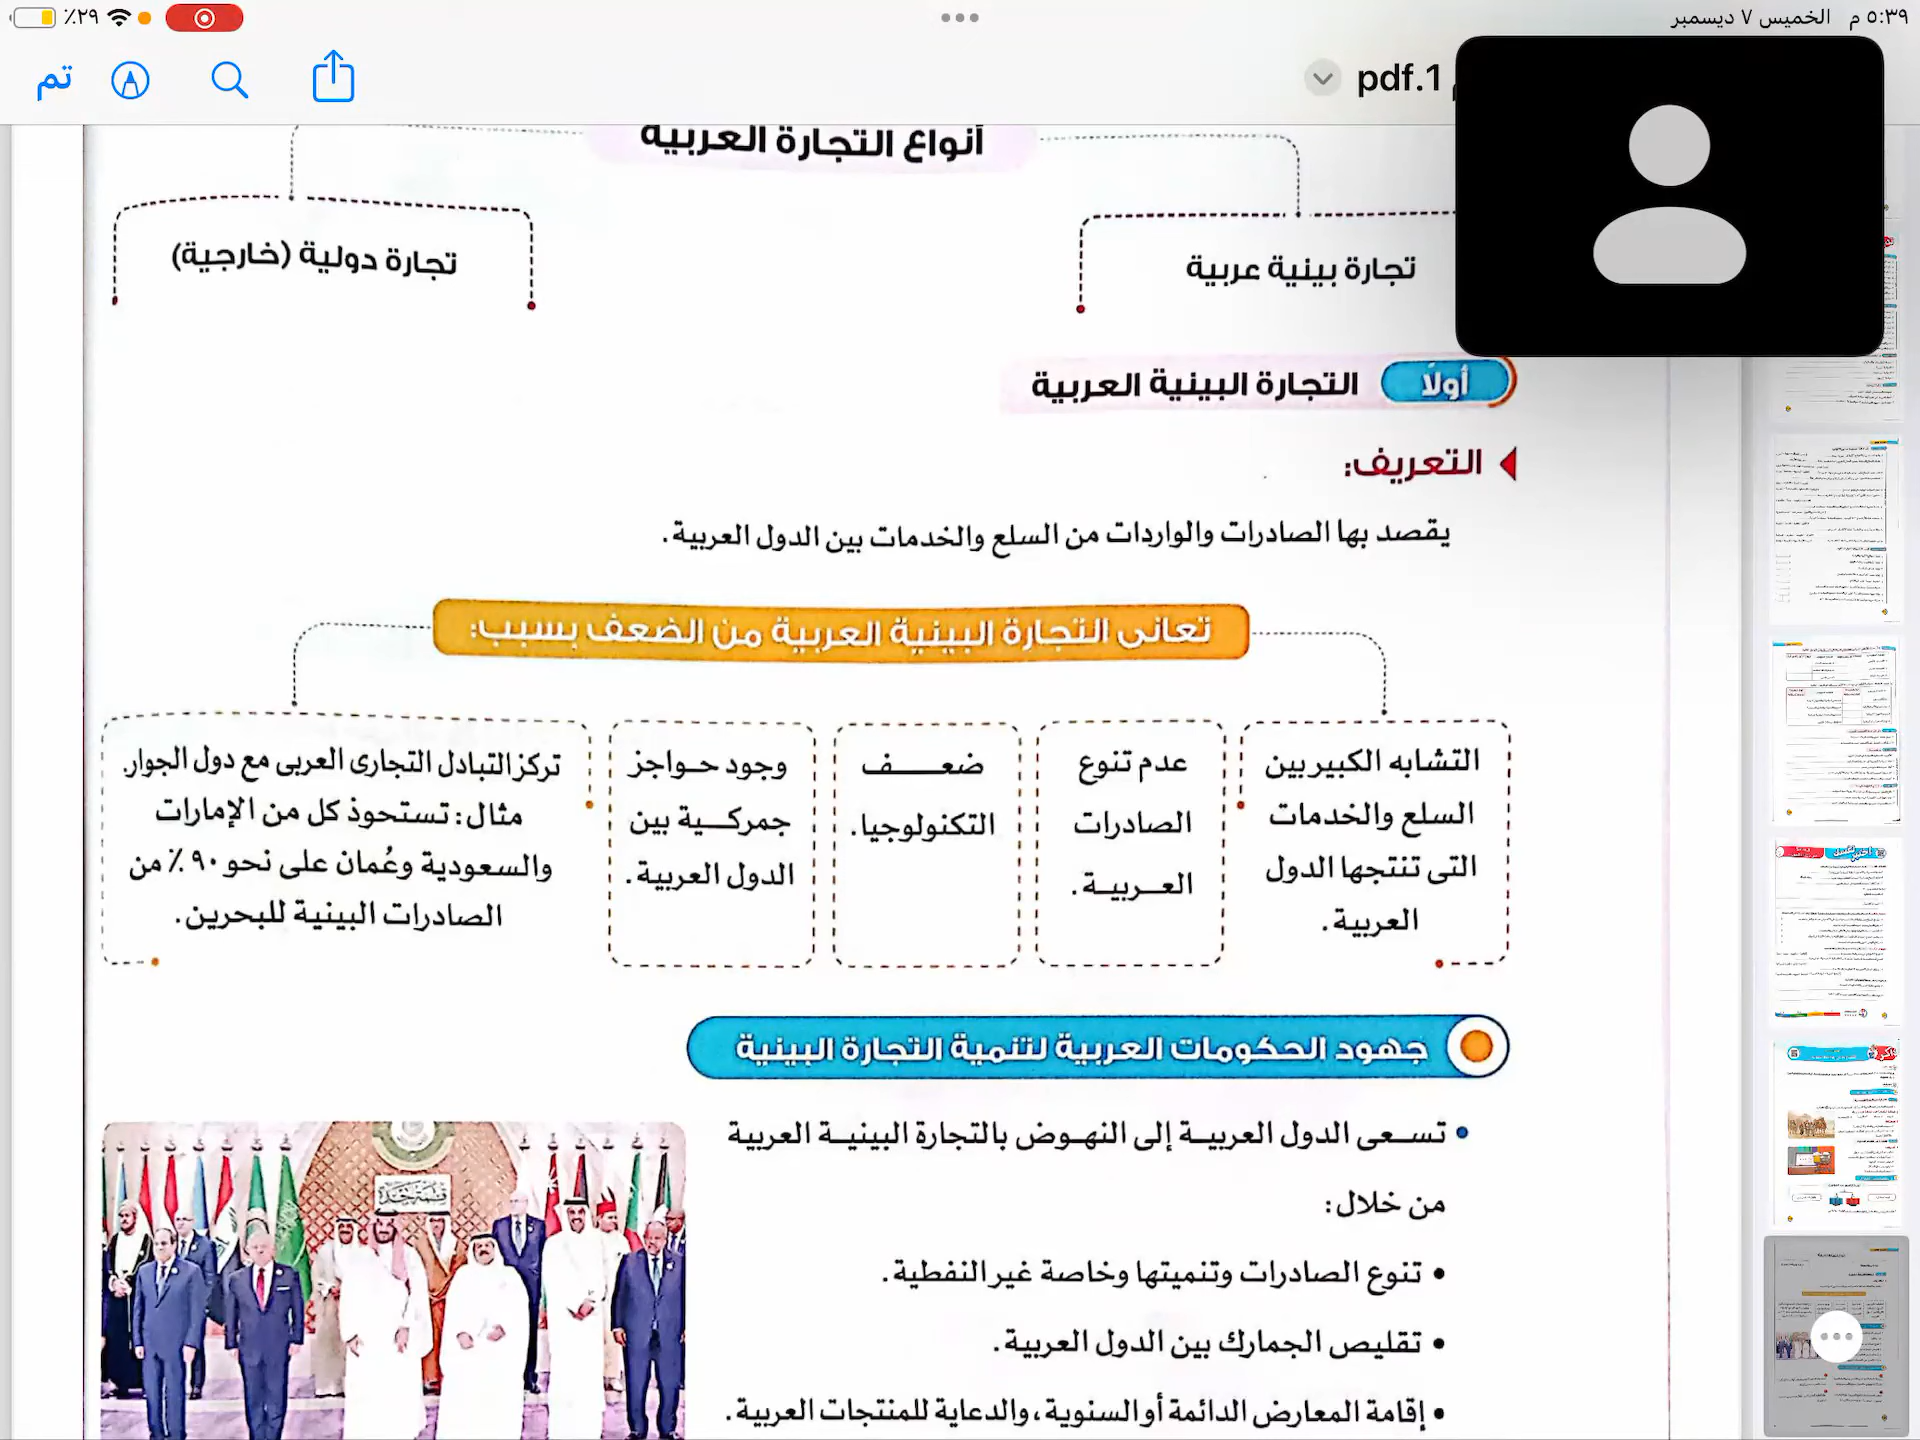 ٥:٣٩ م الخميس ٧ ديسمبر
٪٢٩
pdf.1
تم
أنواع التجارة العربية
تجارة بينية عربية
تجارة دولية (خارجية)
أولًا التجارة البينية العربية
التعريف:
يقصد بها الصادرات والواردات من السلع والخدمات بين الدول العربية.
تعانى التجارة البينية العربية من الضعف بسبب:
التشابه الكبير بين
السلع والخدمات
التى تنتجها الدول
العربية.
عدم تنوع
الصادرات
العربية.
ضعف
التكنولوجيا.
وجود حواجز
جمركية بين
الدول العربية.
تركز التبادل التجارى العربى مع دول الجوار.
مثال: تستحوذ كل من الإمارات
والسعودية وعُمان على نحو ٩٠٪ من
الصادرات البينية للبحرين.
جهود الحكومات العربية لتنمية التجارة البينية
• تسعى الدول العربية إلى النهوض بالتجارة البينية العربية
من خلال:
• تنوع الصادرات وتنميتها وخاصة غير النفطية.
• تقليص الجمارك بين الدول العربية.
• إقامة المعارض الدائمة أو السنوية، والدعاية للمنتجات العربية.
قمة جدة